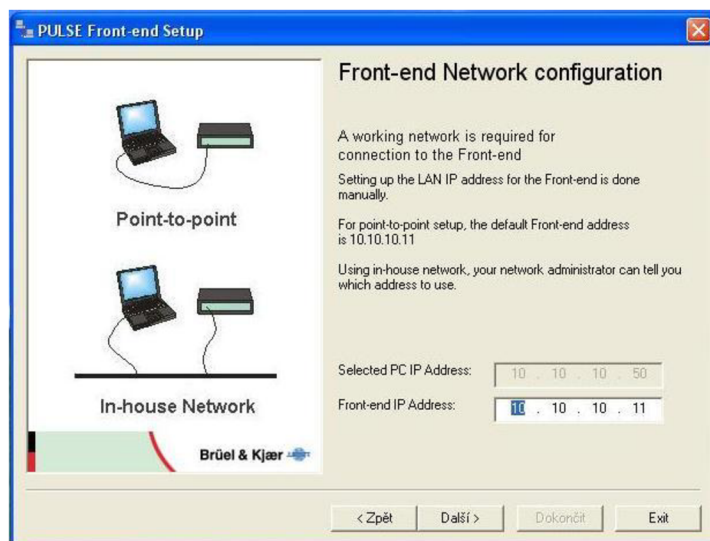 PULSE Front-end Setup
Point-to-point
In-house Network
Brüel & Kjær
Front-end Network configuration
A working network is required for
connection to the Front-end
Setting up the LAN IP address for the Front-end is done
manually.
For point-to-point setup, the default Front-end address
is 10.10.10.11
Using in-house network, your network administrator can tell you
which address to use.
Selected PC IP Address: 10 . 10 . 10 . 50
Front-end IP Address: 10 . 10 . 10 . 11
< Zpět Další > Dokončit Exit